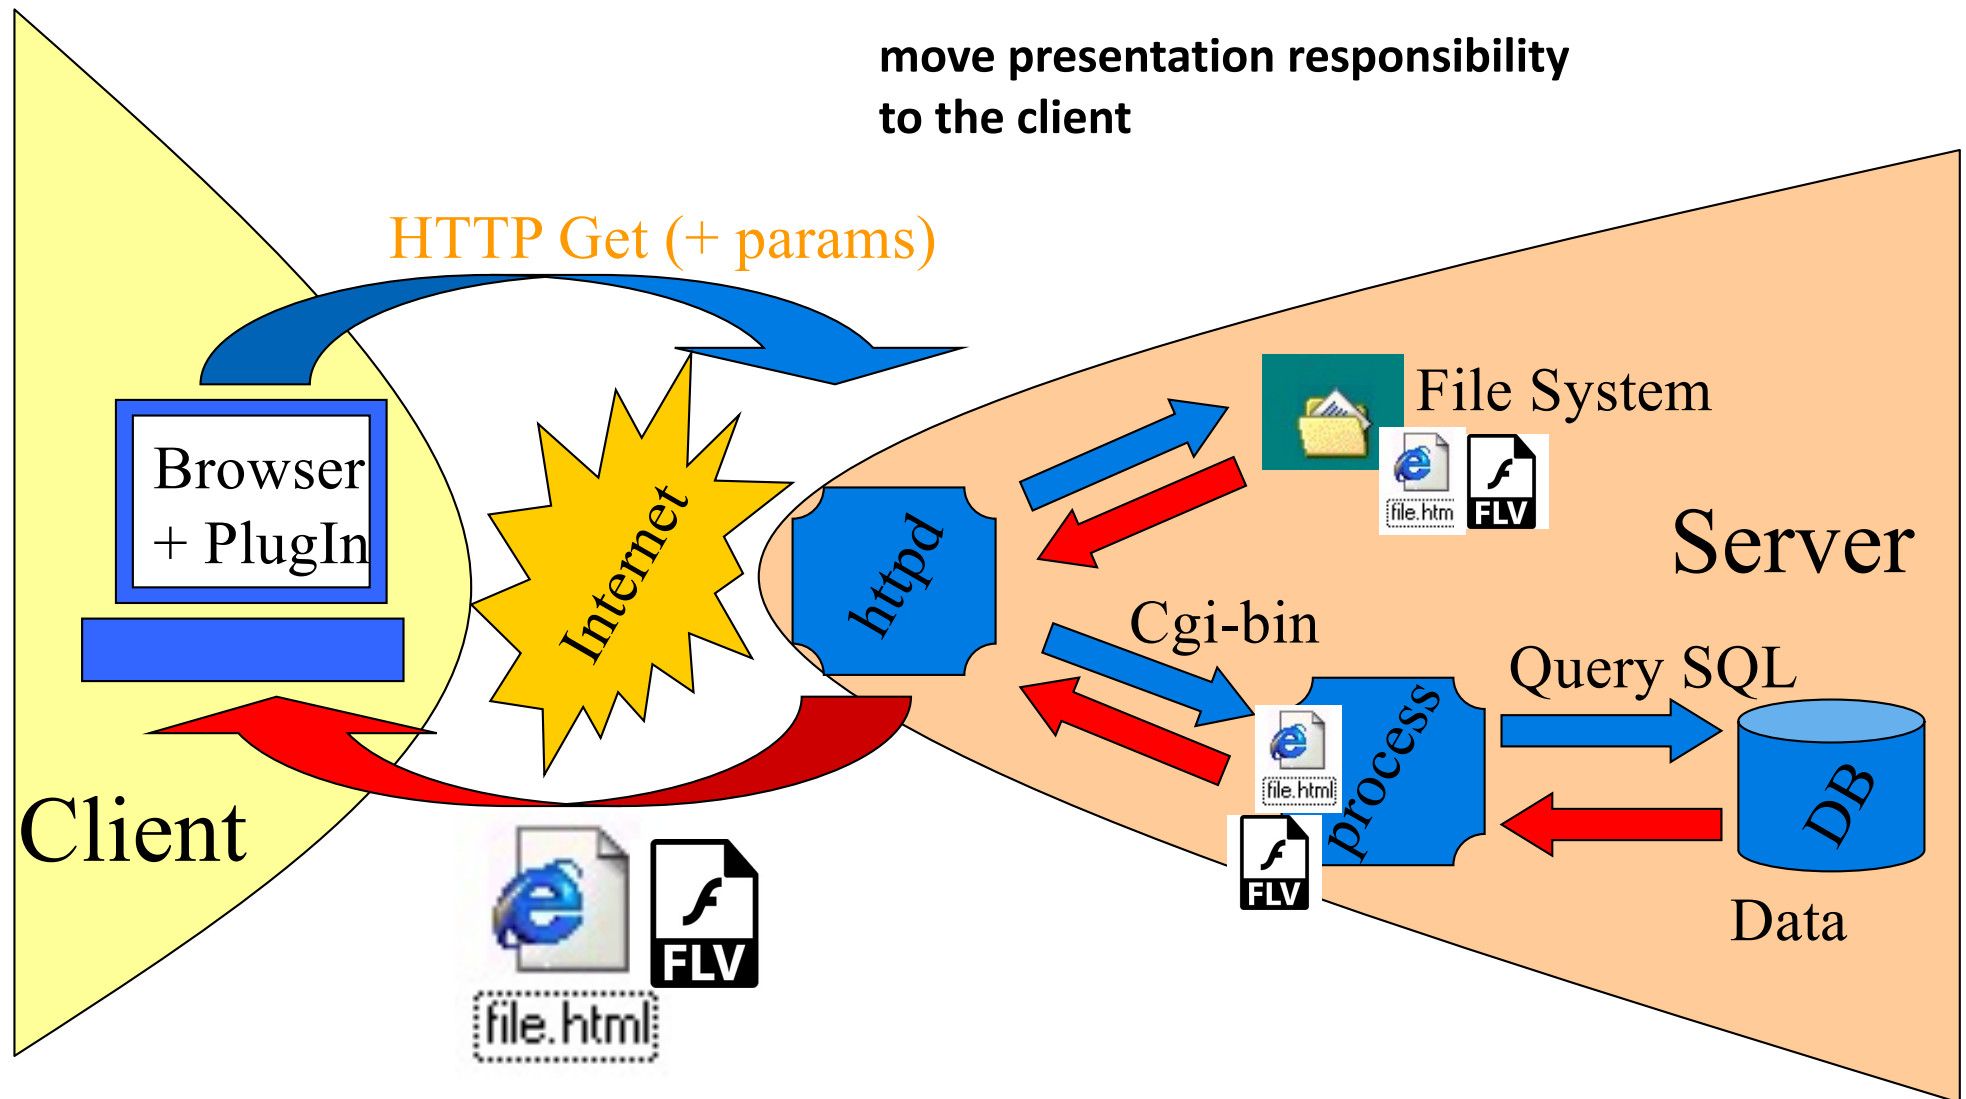 move presentation responsibility
to the client
HTTP Get (+ params)
File System
Browser
+ PlugIn
file.htm
FLV
Internet
httpd
Server
Cgi-bin
Query SQL
process
file.html
FLV
DB
Client
Data
FLV
file.html